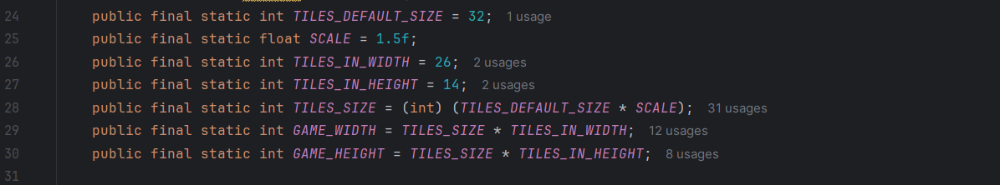 24 public final static int TILES_DEFAULT_SIZE = 32; 1 usage
25 public final static float SCALE = 1.5f;
26 public final static int TILES_IN_WIDTH = 26; 2 usages
27 public final static int TILES_IN_HEIGHT = 14; 2 usages
28 public final static int TILES_SIZE = (int) (TILES_DEFAULT_SIZE * SCALE); 31 usages
29 public final static int GAME_WIDTH = TILES_SIZE * TILES_IN_WIDTH; 12 usages
30 public final static int GAME_HEIGHT = TILES_SIZE * TILES_IN_HEIGHT; 8 usages
31